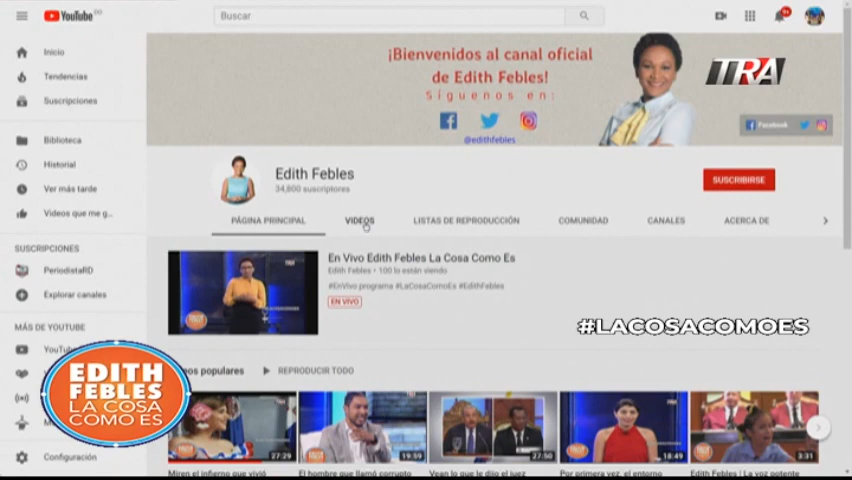 YouTube DO
Buscar
9+
Inicio
Tendencias
Suscripciones
Biblioteca
Historial
Ver más tarde
Videos que me g...
SUSCRIPCIONES
PeriodistaRD
Explorar canales
MÁS DE YOUTUBE
YouTube
Configuración
¡Bienvenidos al canal oficial
de Edith Febles!
Síguenos en:
@edithfebles
TRA
Facebook
Edith Febles
34,800 suscriptores
SUSCRIBIRSE
PÁGINA PRINCIPAL
VIDEOS
LISTAS DE REPRODUCCIÓN
COMUNIDAD
CANALES
ACERCA DE
En Vivo Edith Febles La Cosa Como Es
Edith Febles • 100 lo están viendo
#EnVivo programa #LaCosaComoEs #EdithFebles
EN VIVO
#LACOSACOMOES
populares
REPRODUCIR TODO
EDITH
FEBLES
LA COSA
COMO ES
27:29
19:59
27:50
18:49
3:31
Miren el infierno que vivió
El hombre que llamó corrupto
Vean lo que le dijo el juez
Por primera vez, el entorno
Edith Febles | La voz potente